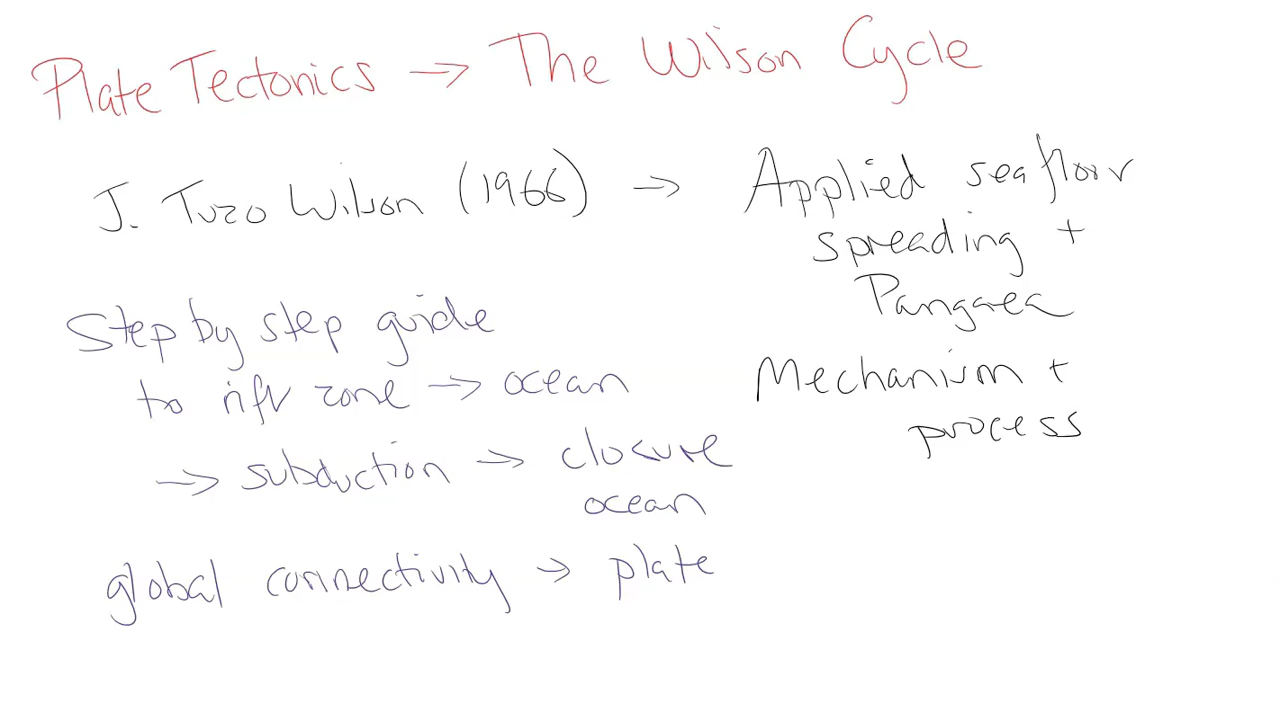 Plate Tectonics → The Wilson Cycle
J. Tuzo Wilson (1966) → Applied seafloor
spreading +
Pangaea
Mechanism +
process
Step by step guide
to rift zone → ocean
→ subduction → closure
ocean
global connectivity → plate